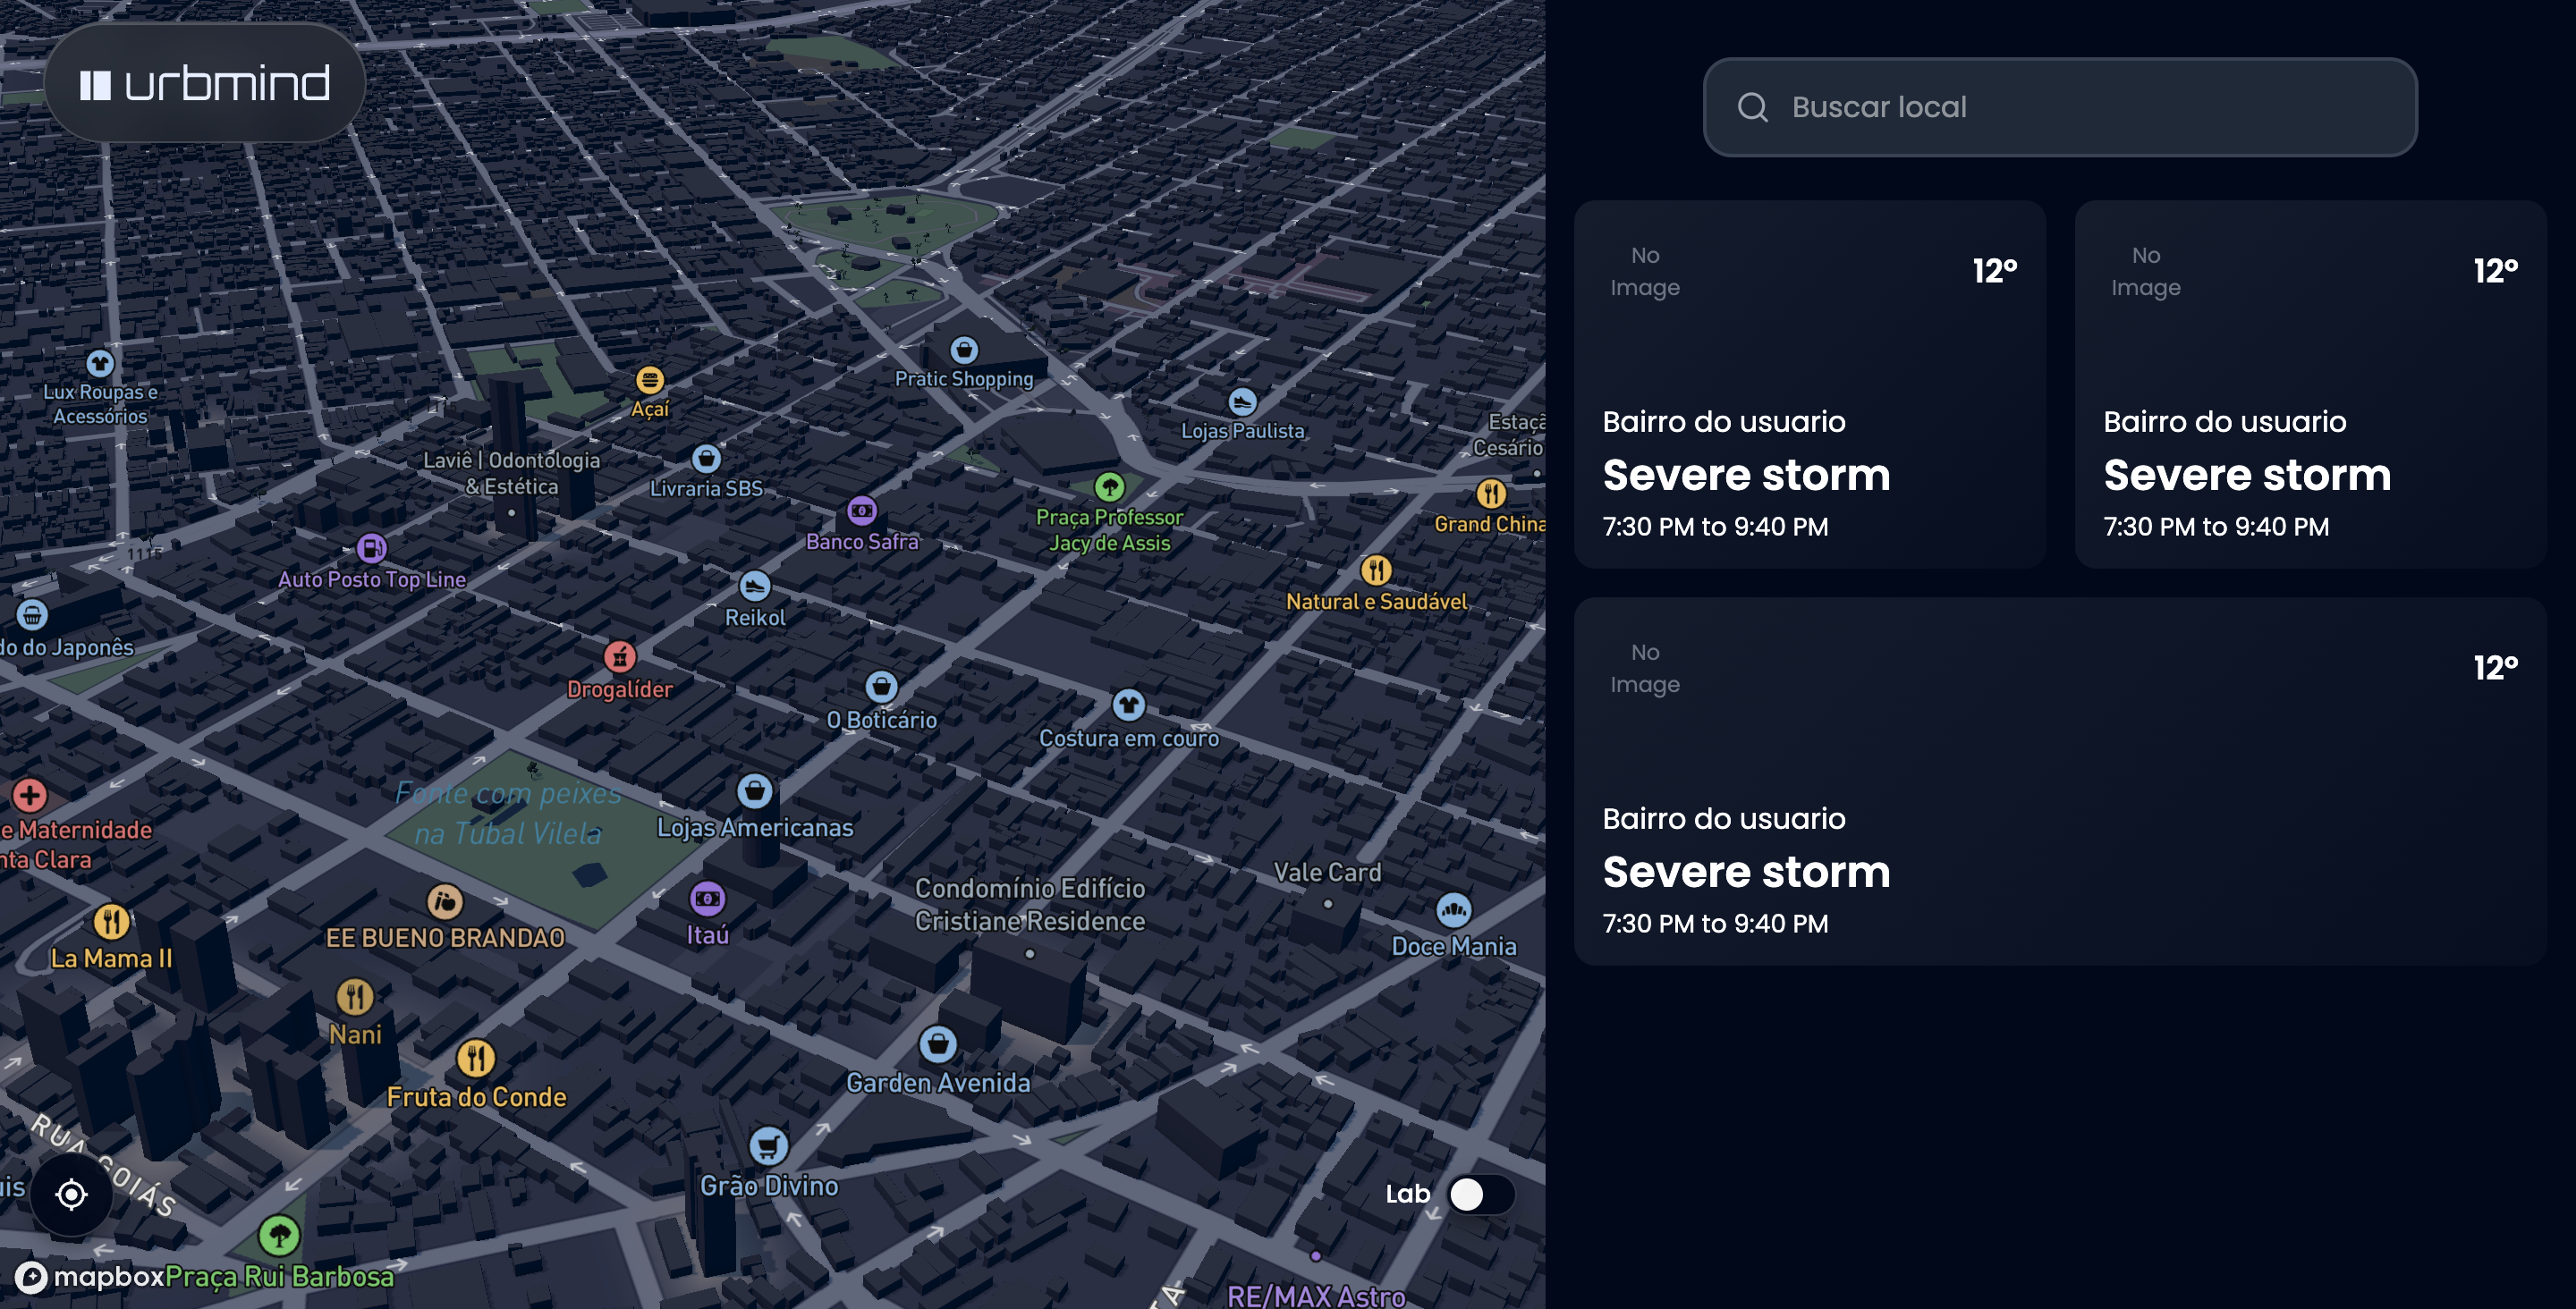 urbmind
Lux Roupas e
Acessórios
Açaí
Pratic Shopping
Lojas Paulista
Estaçã
Cesário
Laviê | Odontologia
& Estética
Livraria SBS
Banco Safra
Praça Professor
Jacy de Assis
Grand China
Auto Posto Top Line
Reikol
Natural e Saudável
do do Japonês
Drogalíder
O Boticário
Costura em couro
Fonte com peixes
na Tubal Vilela
Lojas Americanas
e Maternidade
nta Clara
Vale Card
Condomínio Edifício
Cristiane Residence
EE BUENO BRANDAO
Itaú
Doce Mania
La Mama II
Nani
Fruta do Conde
Garden Avenida
RUA GOIÁS
uis
Grão Divino
Lab
mapbox
Praça Rui Barbosa
RE/MAX Astro
Buscar local
No
Image
12º
Bairro do usuario
Severe storm
7:30 PM to 9:40 PM
No
Image
12º
Bairro do usuario
Severe storm
7:30 PM to 9:40 PM
No
Image
12º
Bairro do usuario
Severe storm
7:30 PM to 9:40 PM